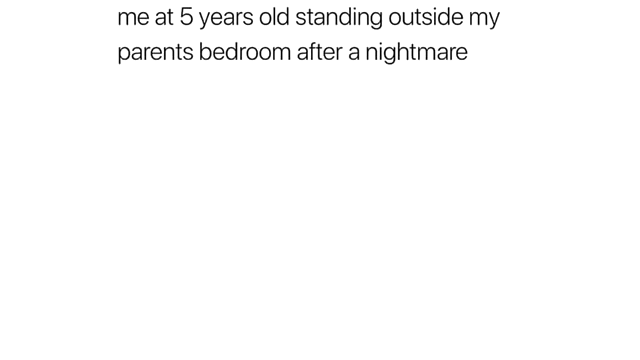 me at 5 years old standing outside my
parents bedroom after a nightmare